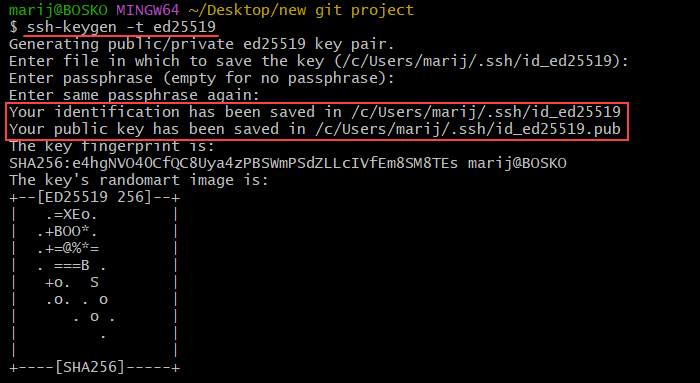 marij@BOSKO MINGW64 ~/Desktop/new git project
$ ssh-keygen -t ed25519
Generating public/private ed25519 key pair.
Enter file in which to save the key (/c/Users/marij/.ssh/id_ed25519):
Enter passphrase (empty for no passphrase):
Enter same passphrase again:
Your identification has been saved in /c/Users/marij/.ssh/id_ed25519
Your public key has been saved in /c/Users/marij/.ssh/id_ed25519.pub
The key fingerprint is:
SHA256:e4hgNVO4OCfQC8Uya4zPBSWmPSdZLLcIVfEm8SM8TEs marij@BOSKO
The key's randomart image is:
+--[ED25519 256]--+
|   .=XEo.        |
|  .+BOO*.        |
|  .+=@%*=        |
|  . ===B .       |
|   +o.  S        |
|   .o. . o       |
|      . o .      |
|         .       |
|                 |
+----[SHA256]-----+